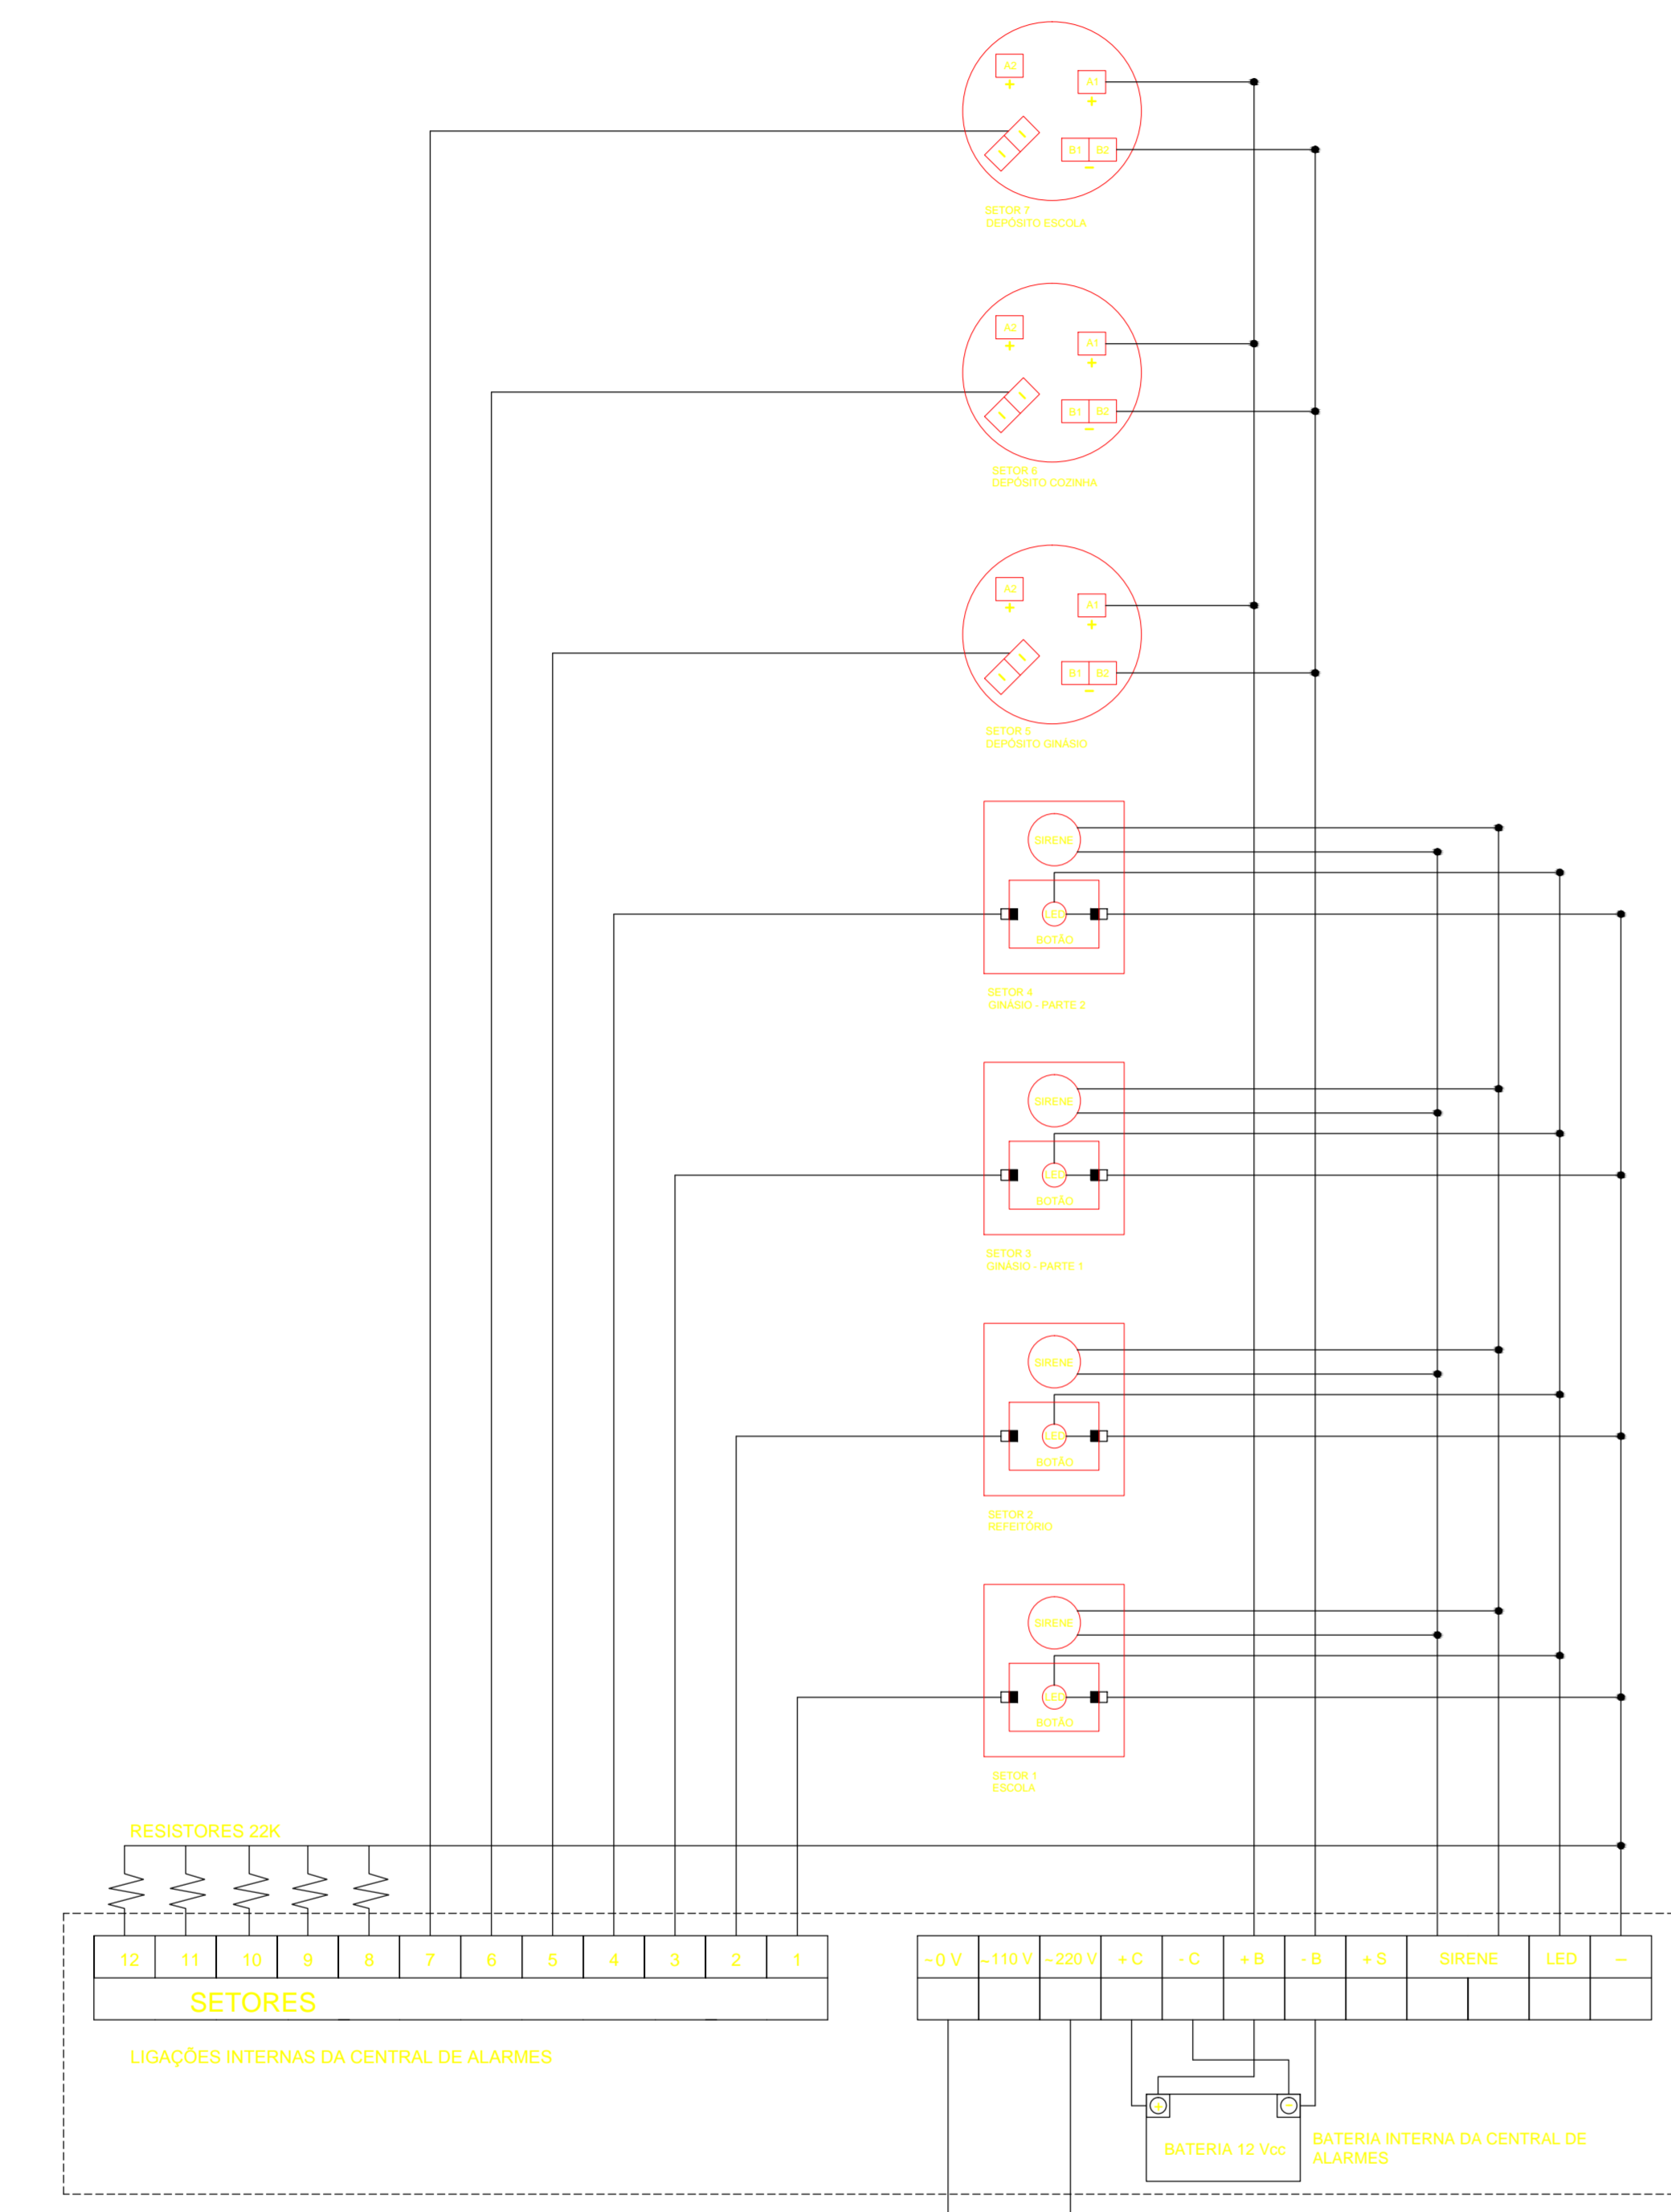 A2
A1
+
+
B1 B2
–
SETOR 7
DEPÓSITO ESCOLA
A2
A1
+
+
B1 B2
–
SETOR 6
DEPÓSITO COZINHA
A2
A1
+
+
B1 B2
–
SETOR 5
DEPÓSITO GINÁSIO
SIRENE
LED
BOTÃO
SETOR 4
GINÁSIO - PARTE 2
SIRENE
LED
BOTÃO
SETOR 3
GINÁSIO - PARTE 1
SIRENE
LED
BOTÃO
SETOR 2
REFEITÓRIO
SIRENE
LED
BOTÃO
SETOR 1
ESCOLA
RESISTORES 22K
12 11 10 9 8 7 6 5 4 3 2 1
SETORES
LIGAÇÕES INTERNAS DA CENTRAL DE ALARMES
~0 V ~110 V ~220 V + C - C + B - B + S SIRENE LED –
+ –
BATERIA 12 Vcc
BATERIA INTERNA DA CENTRAL DE
ALARMES